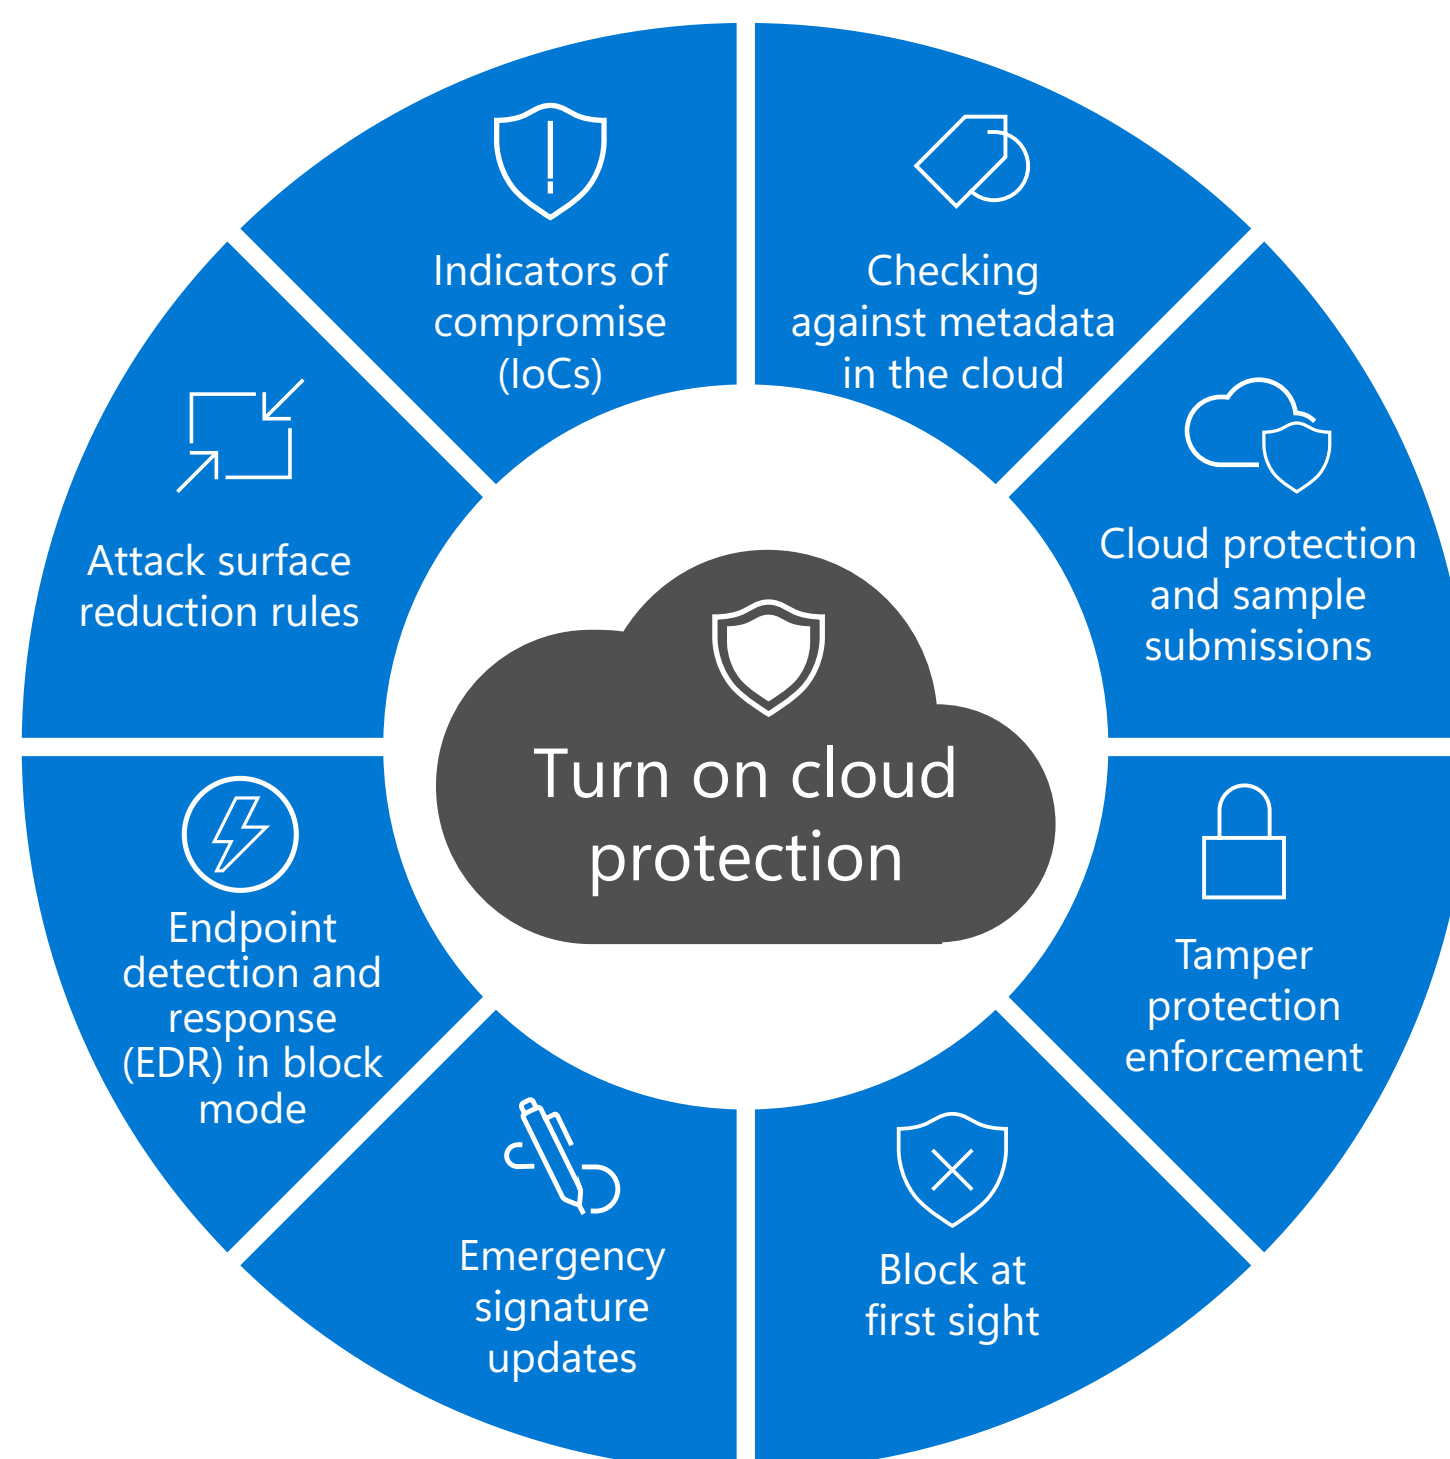 Indicators of
compromise
(IoCs)
Checking
against metadata
in the cloud
Cloud protection
and sample
submissions
Tamper
protection
enforcement
Block at
first sight
Emergency
signature
updates
Endpoint
detection and
response
(EDR) in block
mode
Attack surface
reduction rules
Turn on cloud
protection